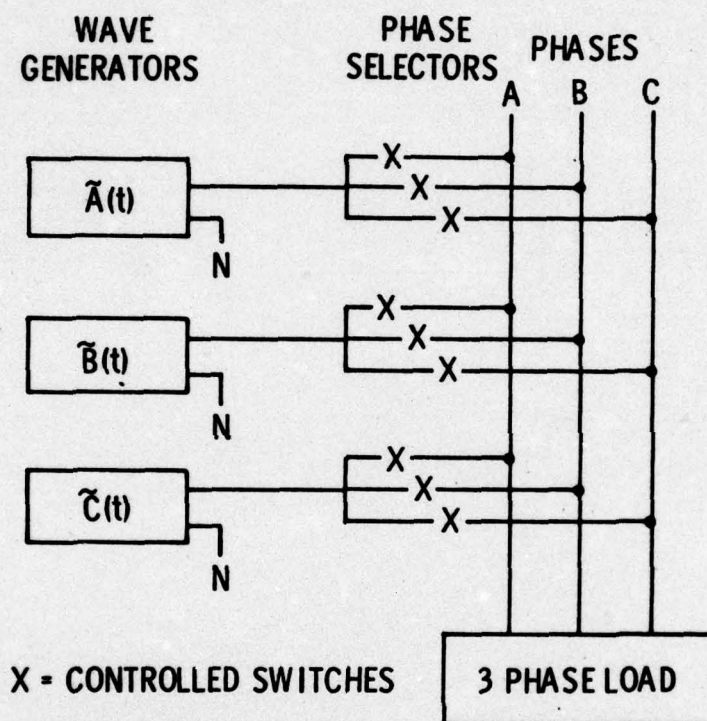 WAVE
GENERATORS
PHASE
SELECTORS
PHASES
A B C
X
Ã(t)
X
X
N
X
B̃(t)
X
X
N
X
C̃(t)
X
X
N
X = CONTROLLED SWITCHES
3 PHASE LOAD